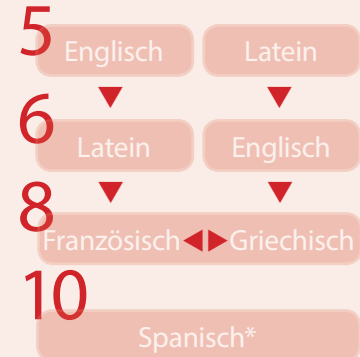 5
Englisch Latein
6
Latein Englisch
8
Französisch Griechisch
10
Spanisch*